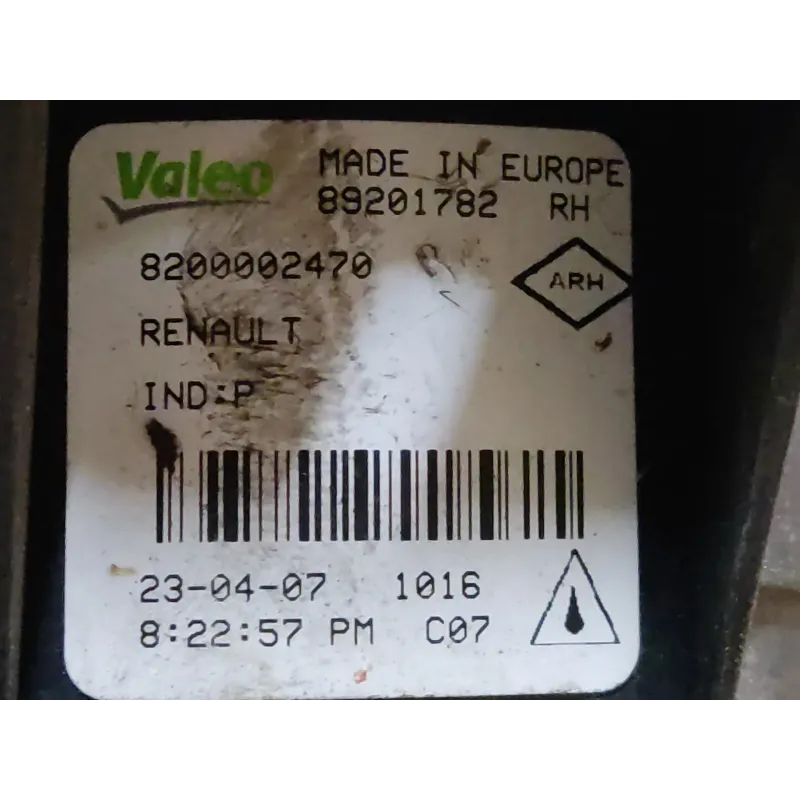 Valeo MADE IN EUROPE
89201782 RH
8200002470
ARH
RENAULT
IND:P
23-04-07 1016
8:22:57 PM C07